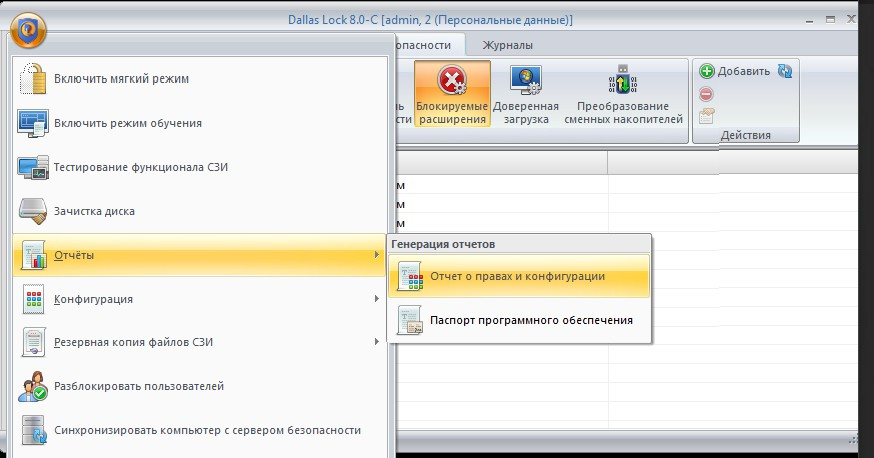 Dallas Lock 8.0-C [admin, 2 (Персональные данные)]
опасности
Журналы
Блокируемые
расширения
Доверенная
загрузка
Преобразование
сменных накопителей
Добавить
Действия
Включить мягкий режим
Включить режим обучения
Тестирование функционала СЗИ
Зачистка диска
Отчёты
Конфигурация
Резервная копия файлов СЗИ
Разблокировать пользователей
Синхронизировать компьютер с сервером безопасности
Генерация отчетов
Отчет о правах и конфигурации
Паспорт программного обеспечения